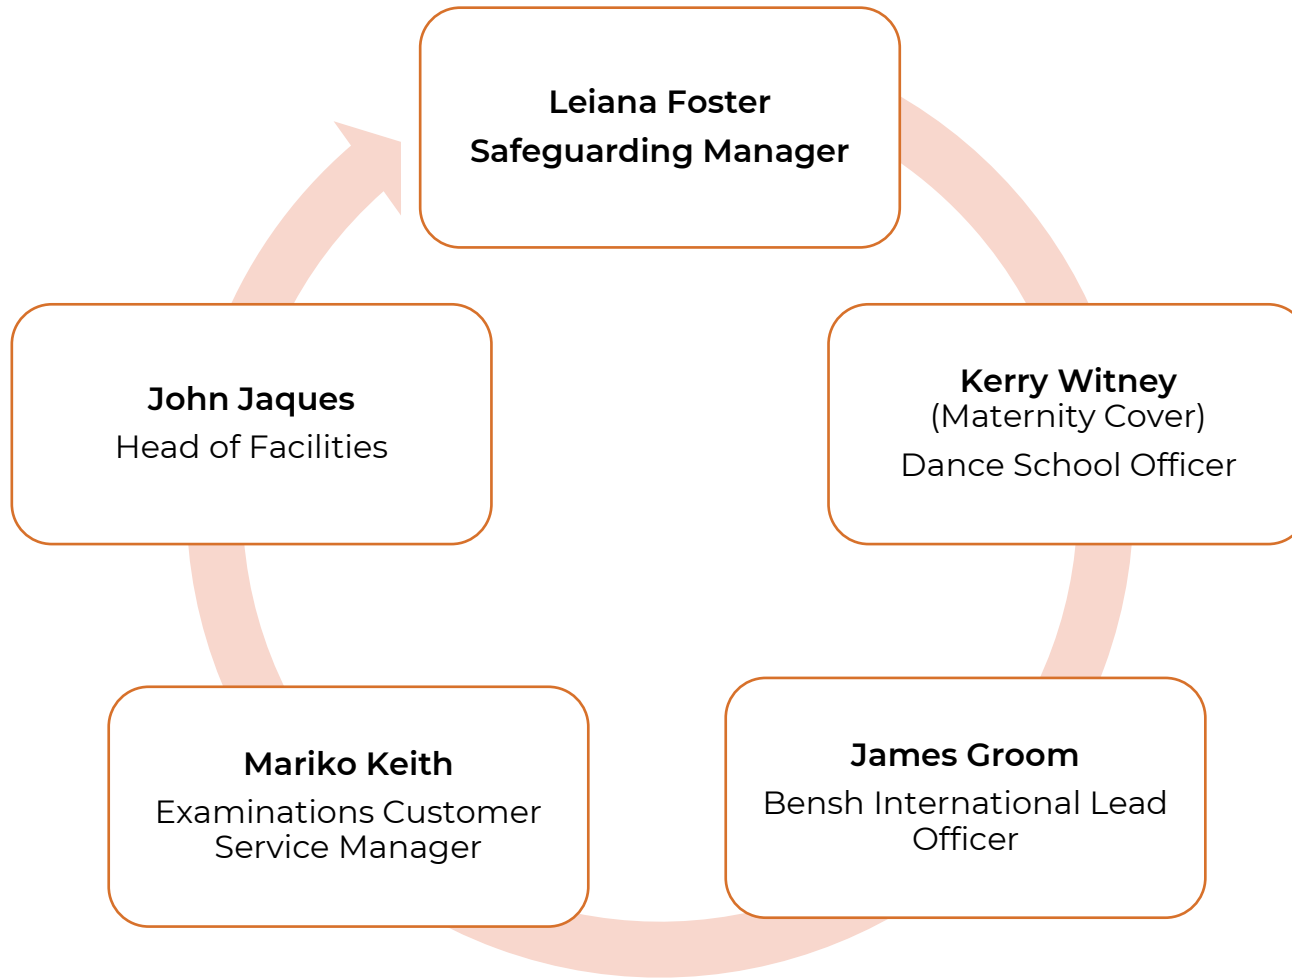 Leiana Foster
Safeguarding Manager
Kerry Witney
(Maternity Cover)
Dance School Officer
James Groom
Bensh International Lead
Officer
Mariko Keith
Examinations Customer
Service Manager
John Jaques
Head of Facilities